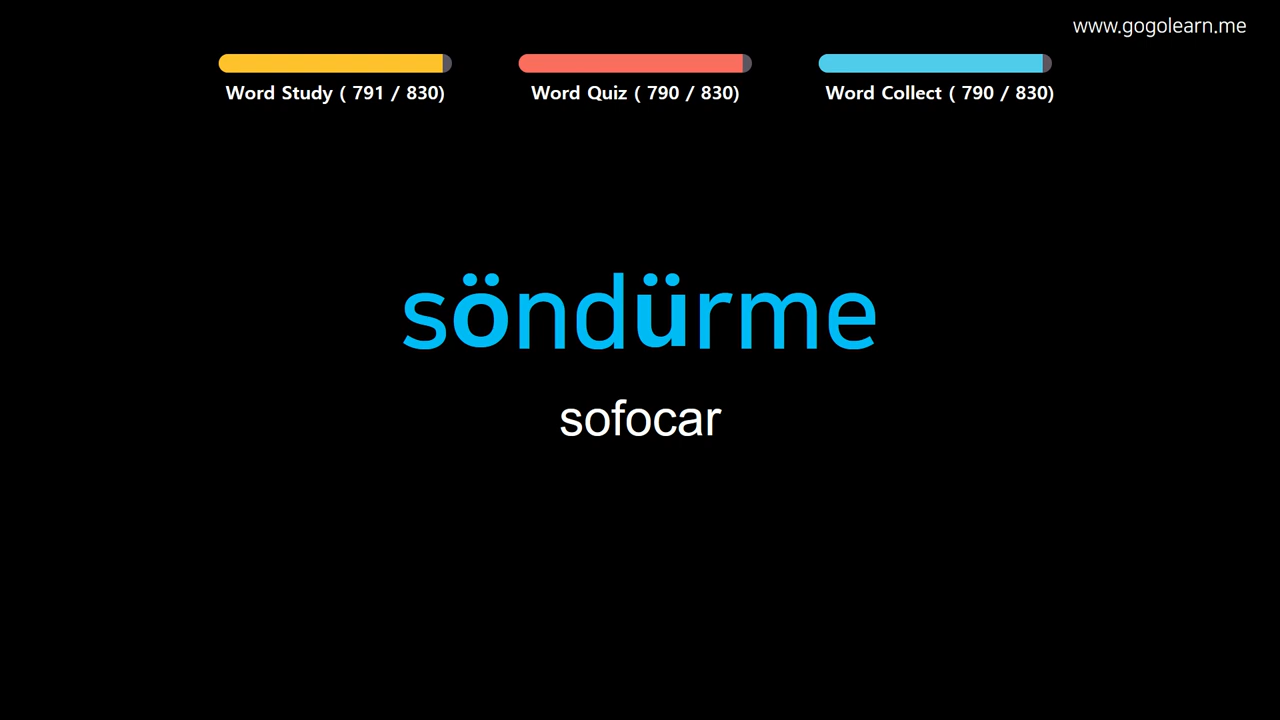 www.gogolearn.me
Word Study ( 791 / 830)
Word Quiz ( 790 / 830)
Word Collect ( 790 / 830)
söndürme
sofocar